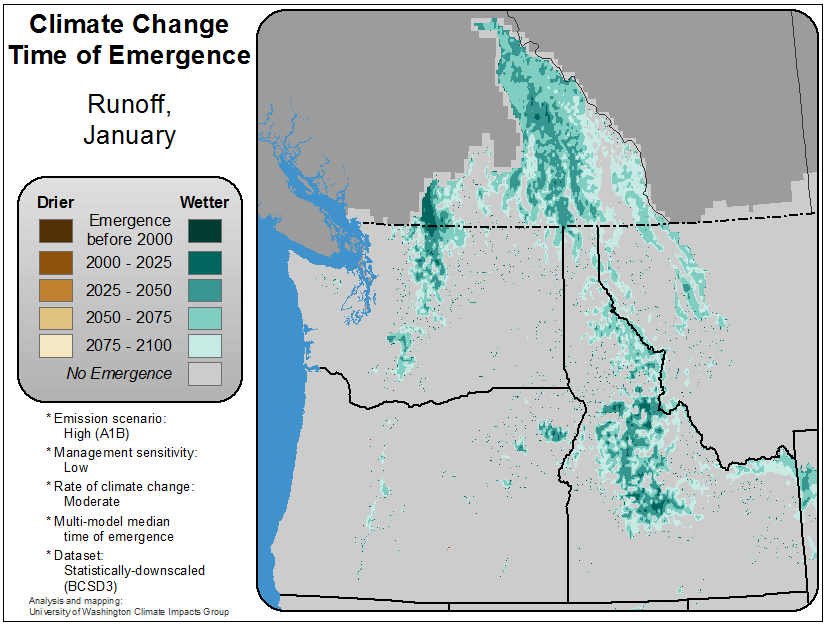 Climate Change
Time of Emergence
Runoff,
January
Drier Wetter
Emergence
before 2000
2000 - 2025
2025 - 2050
2050 - 2075
2075 - 2100
No Emergence
* Emission scenario:
High (A1B)
* Management sensitivity:
Low
* Rate of climate change:
Moderate
* Multi-model median
time of emergence
* Dataset:
Statistically-downscaled
(BCSD3)
Analysis and mapping:
University of Washington Climate Impacts Group